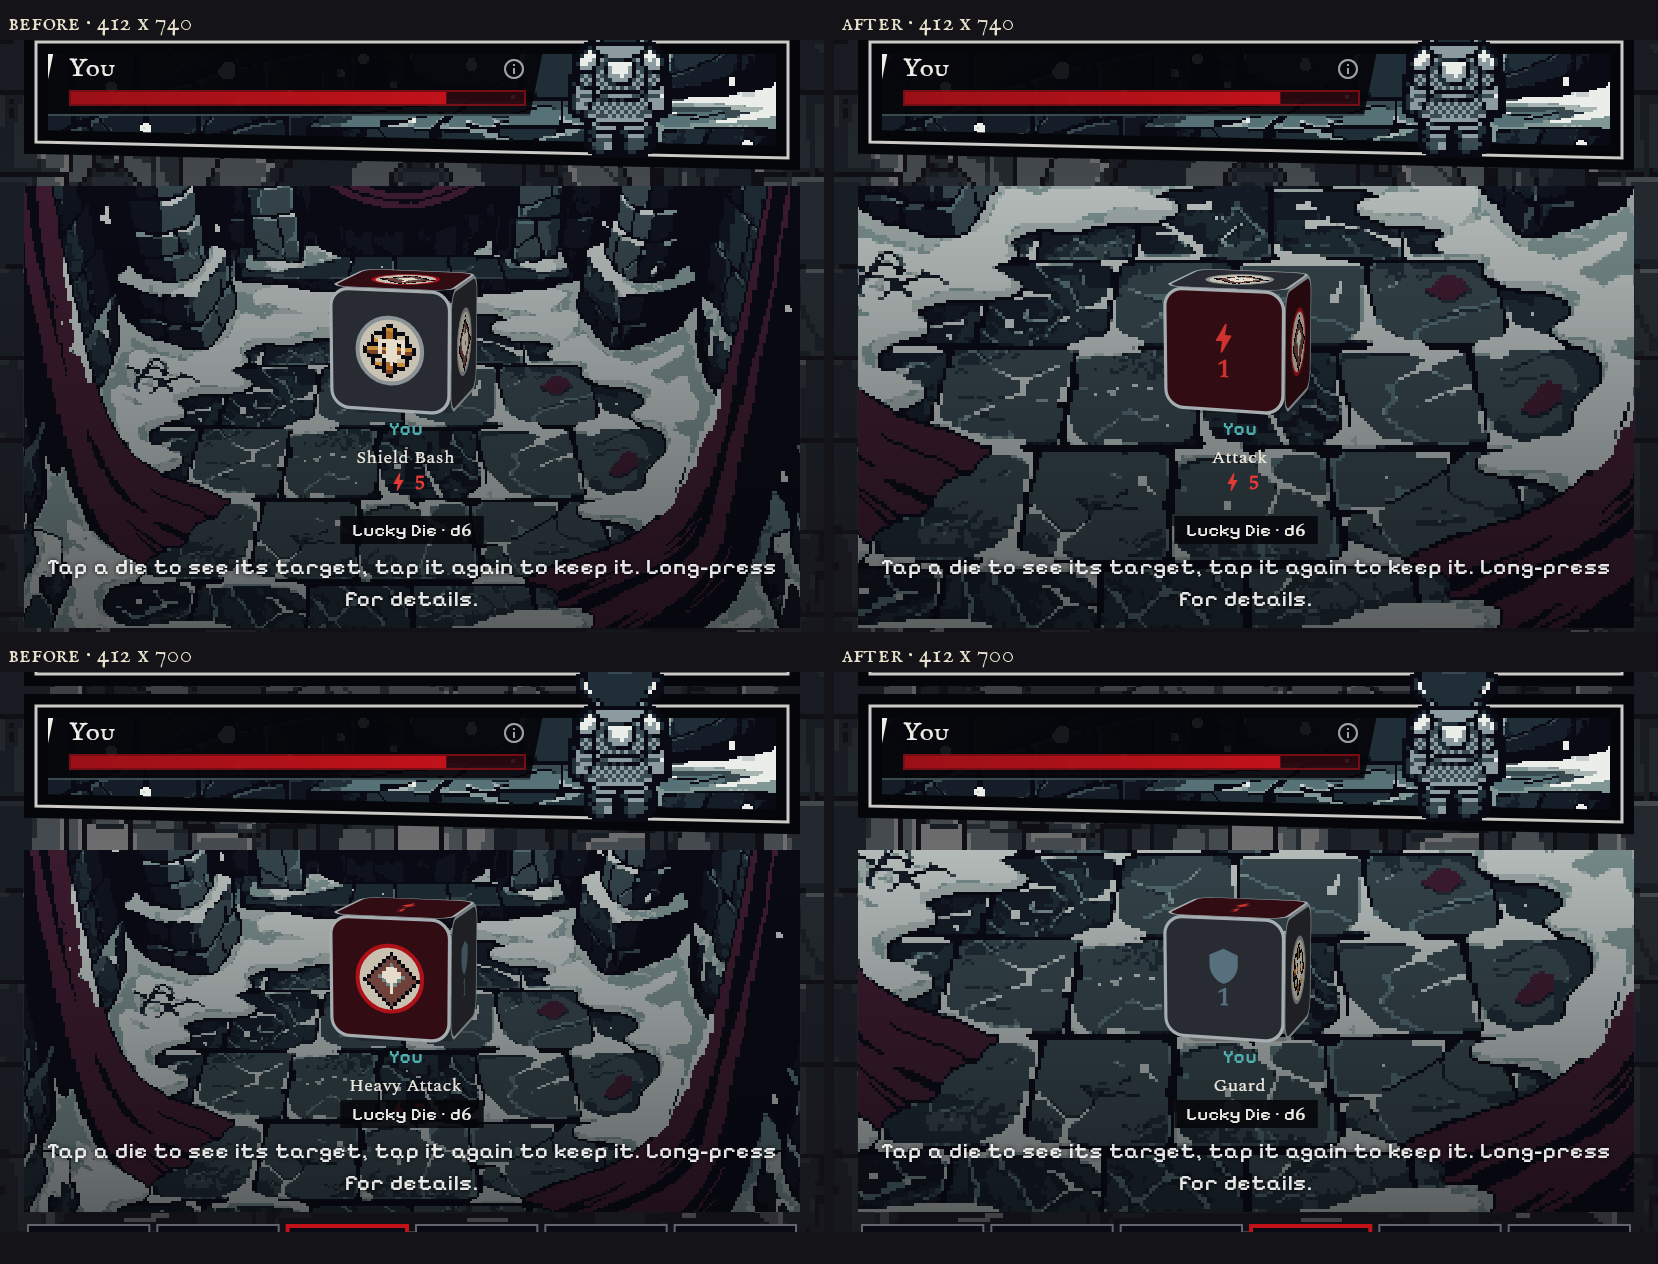 BEFORE · 412 X 740
You
You
Shield Bash
5
Lucky Die · d6
Tap a die to see its target, tap it again to keep it. Long-press
for details.
AFTER · 412 X 740
You
1
You
Attack
5
Lucky Die · d6
Tap a die to see its target, tap it again to keep it. Long-press
for details.
BEFORE · 412 X 700
You
You
Heavy Attack
Lucky Die · d6
Tap a die to see its target, tap it again to keep it. Long-press
for details.
AFTER · 412 X 700
You
1
You
Guard
Lucky Die · d6
Tap a die to see its target, tap it again to keep it. Long-press
for details.